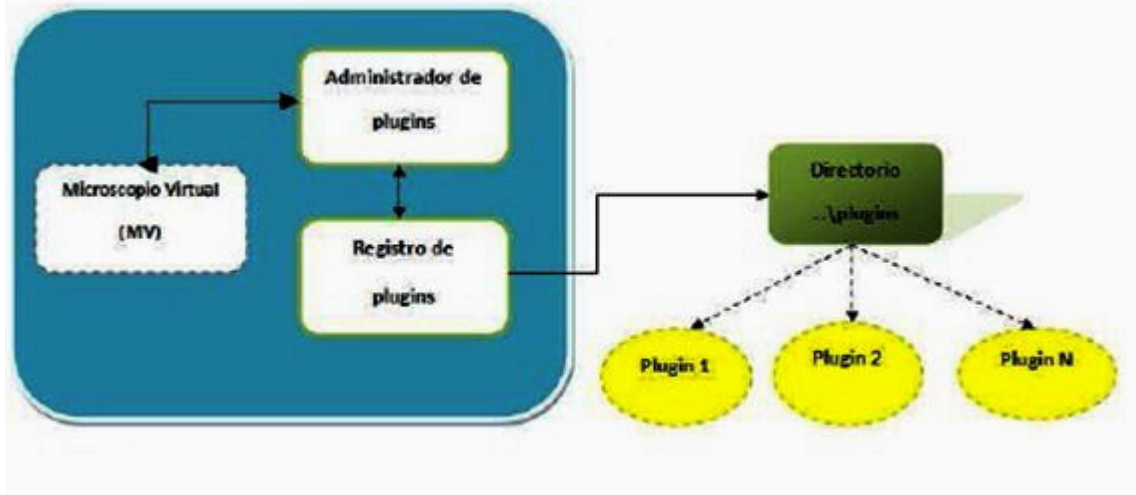 Administrador de
plugins
Microscopio Virtual
(MV)
Registro de
plugins
Directorio
..\plugins
Plugin 1
Plugin 2
Plugin N